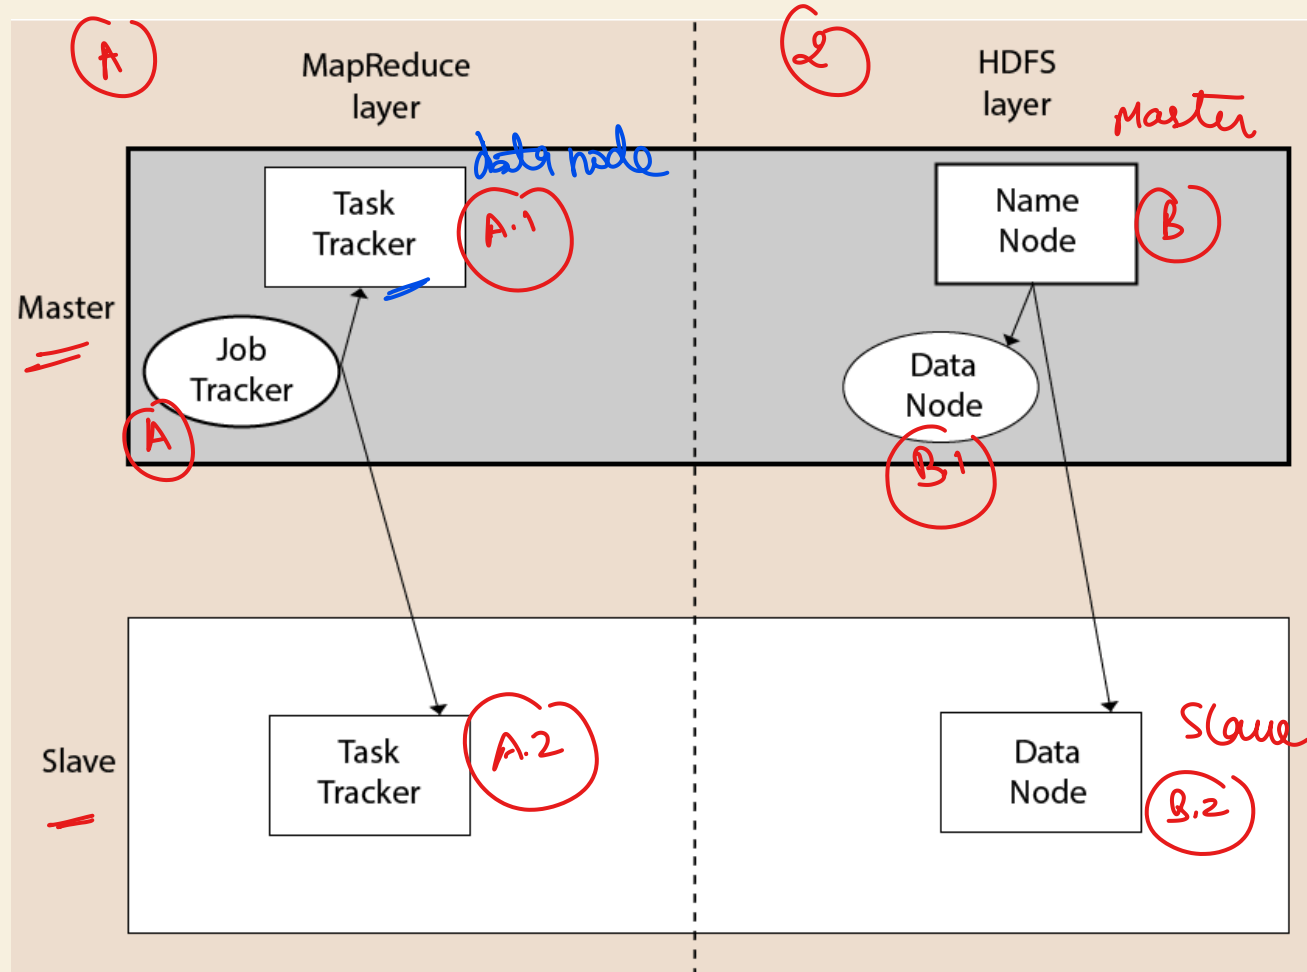 A
MapReduce
layer
2
HDFS
layer
Master
data node
Task
Tracker
A.1
Name
Node
B
Master
Job
Tracker
A
Data
Node
B.1
Task
Tracker
A.2
Slave
Data
Node
Slave
B.2